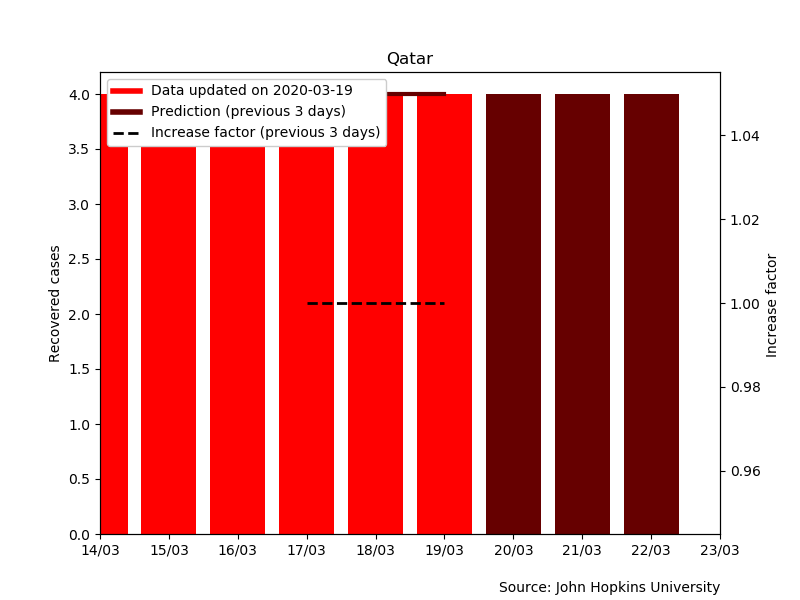 Qatar
Data updated on 2020-03-19
Prediction (previous 3 days)
Increase factor (previous 3 days)
Recovered cases
4.0
3.5
3.0
2.5
2.0
1.5
1.0
0.5
0.0
1.04
1.02
1.00
0.98
0.96
Increase factor
14/03 15/03 16/03 17/03 18/03 19/03 20/03 21/03 22/03 23/03
Source: John Hopkins University